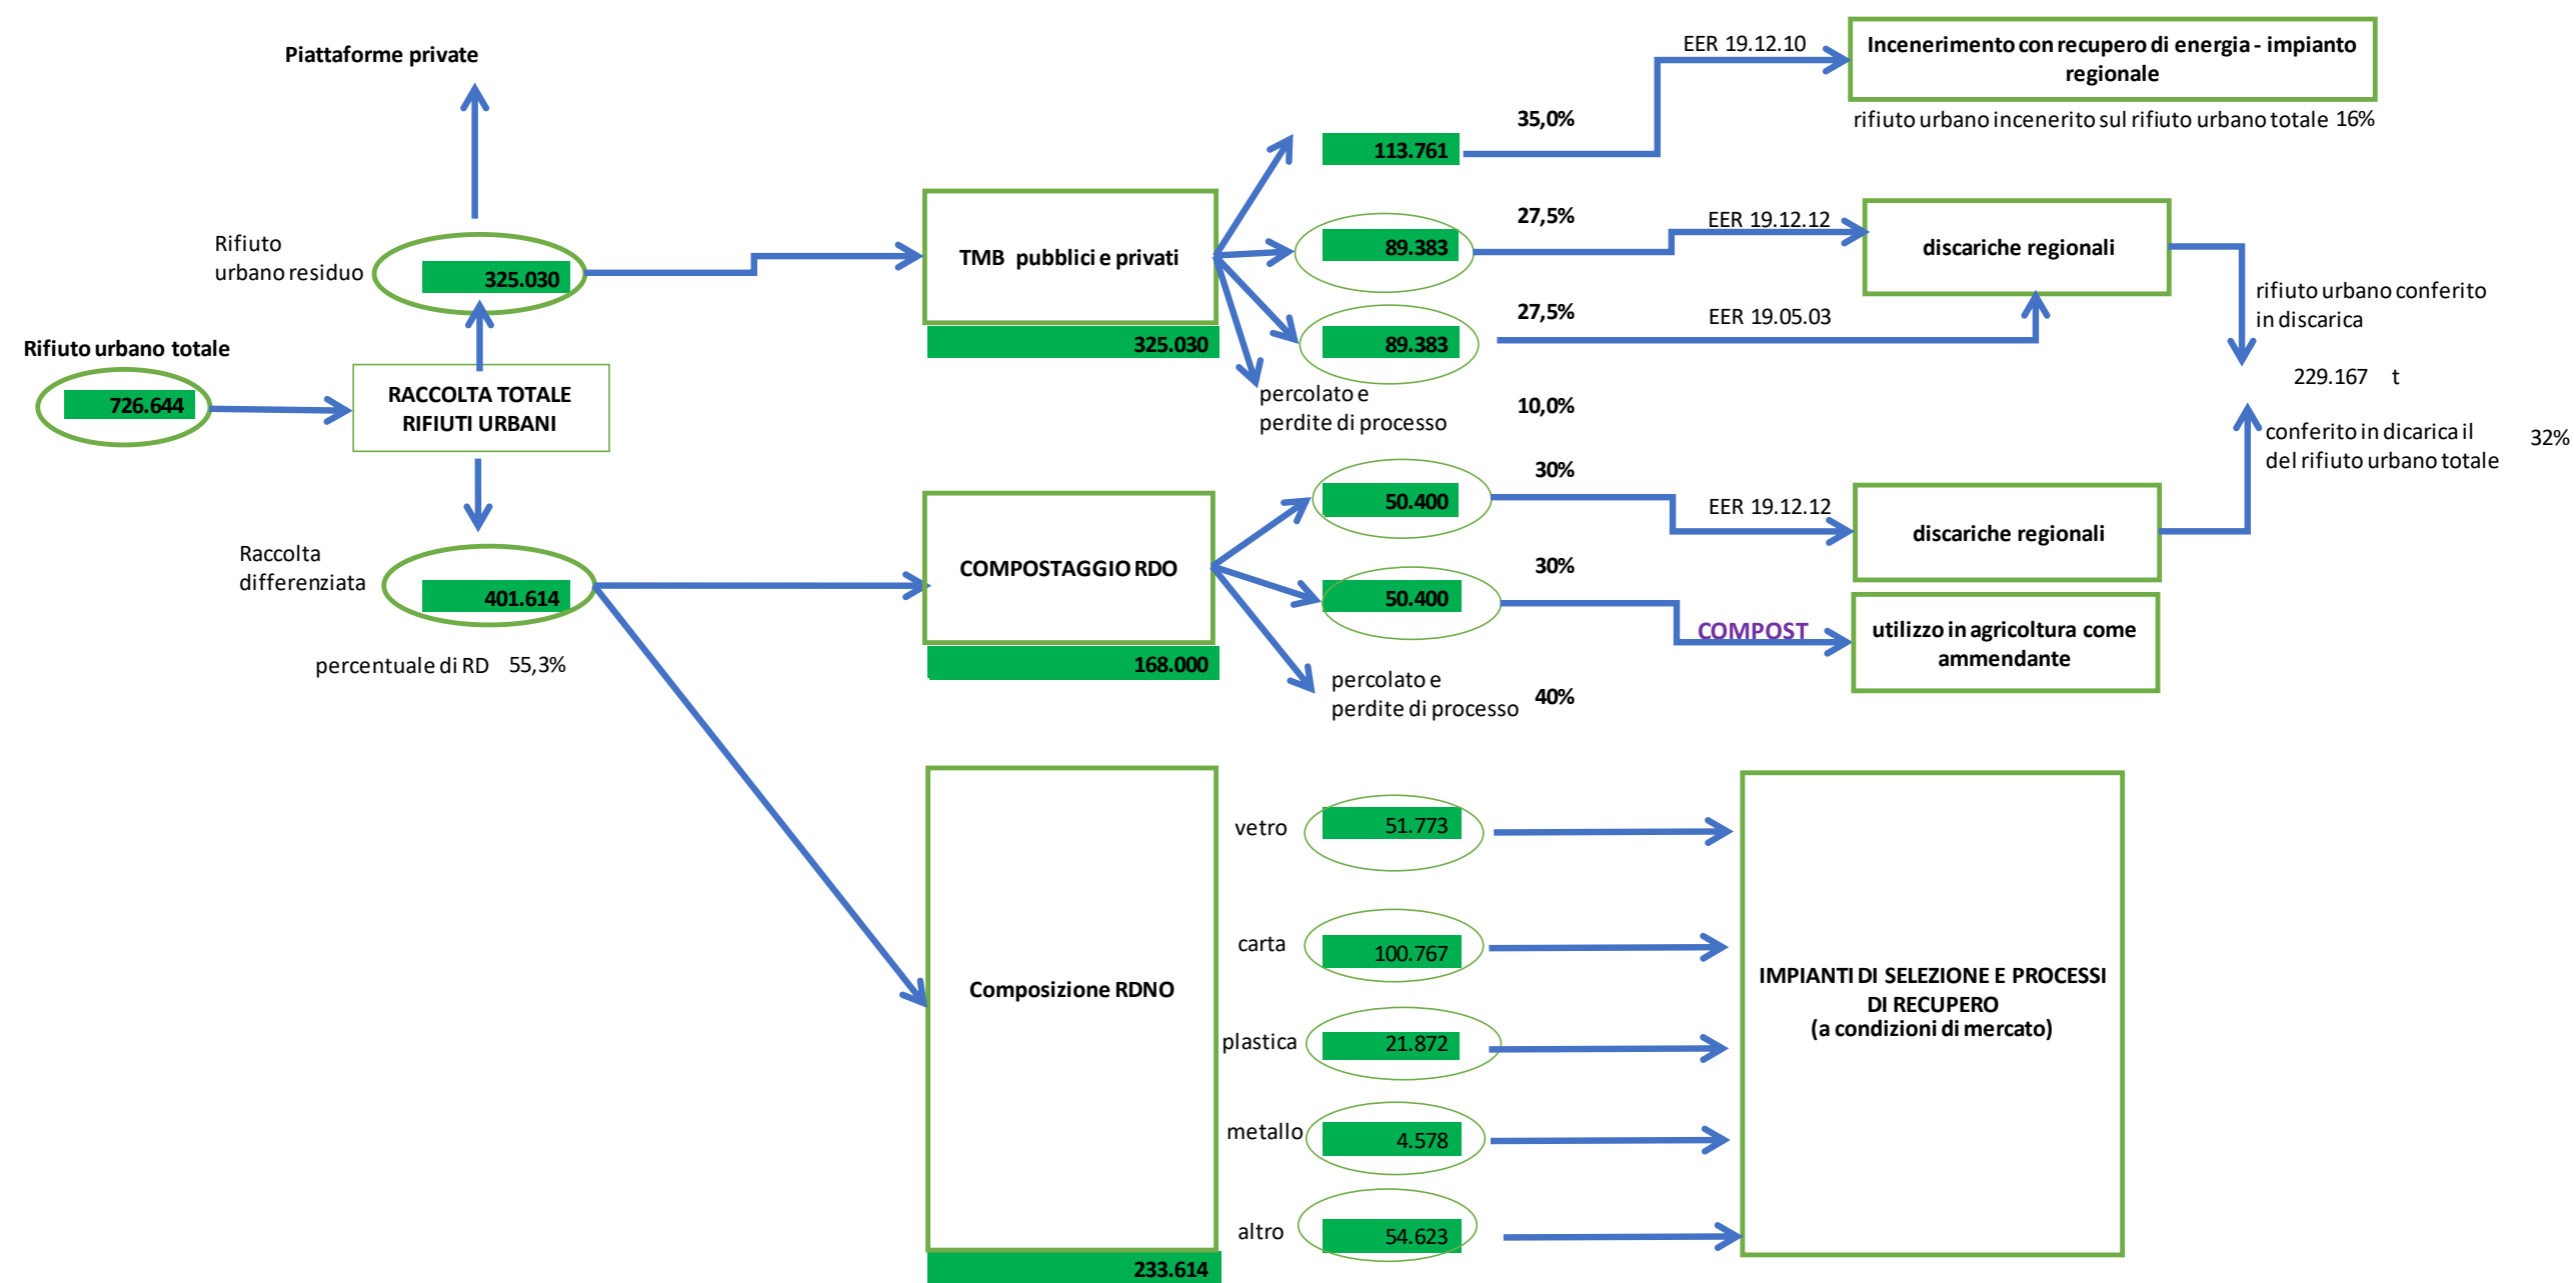 Piattaforme private
EER 19.12.10
Incenerimento con recupero di energia - impianto
regionale
rifiuto urbano incenerito sul rifiuto urbano totale 16%
35,0%
113.761
Rifiuto
urbano residuo
325.030
TMB pubblici e privati
325.030
27,5%
89.383
EER 19.12.12
discariche regionali
27,5%
89.383
EER 19.05.03
rifiuto urbano conferito
in discarica
229.167 t
conferito in dicarica il
del rifiuto urbano totale
32%
Rifiuto urbano totale
726.644
RACCOLTA TOTALE
RIFIUTI URBANI
percolato e
perdite di processo
10,0%
30%
50.400
EER 19.12.12
discariche regionali
Raccolta
differenziata
401.614
percentuale di RD 55,3%
COMPOSTAGGIO RDO
168.000
30%
50.400
COMPOST
utilizzo in agricoltura come
ammendante
percolato e
perdite di processo
40%
Composizione RDNO
233.614
vetro
51.773
carta
100.767
plastica
21.872
metallo
4.578
altro
54.623
IMPIANTI DI SELEZIONE E PROCESSI
DI RECUPERO
(a condizioni di mercato)